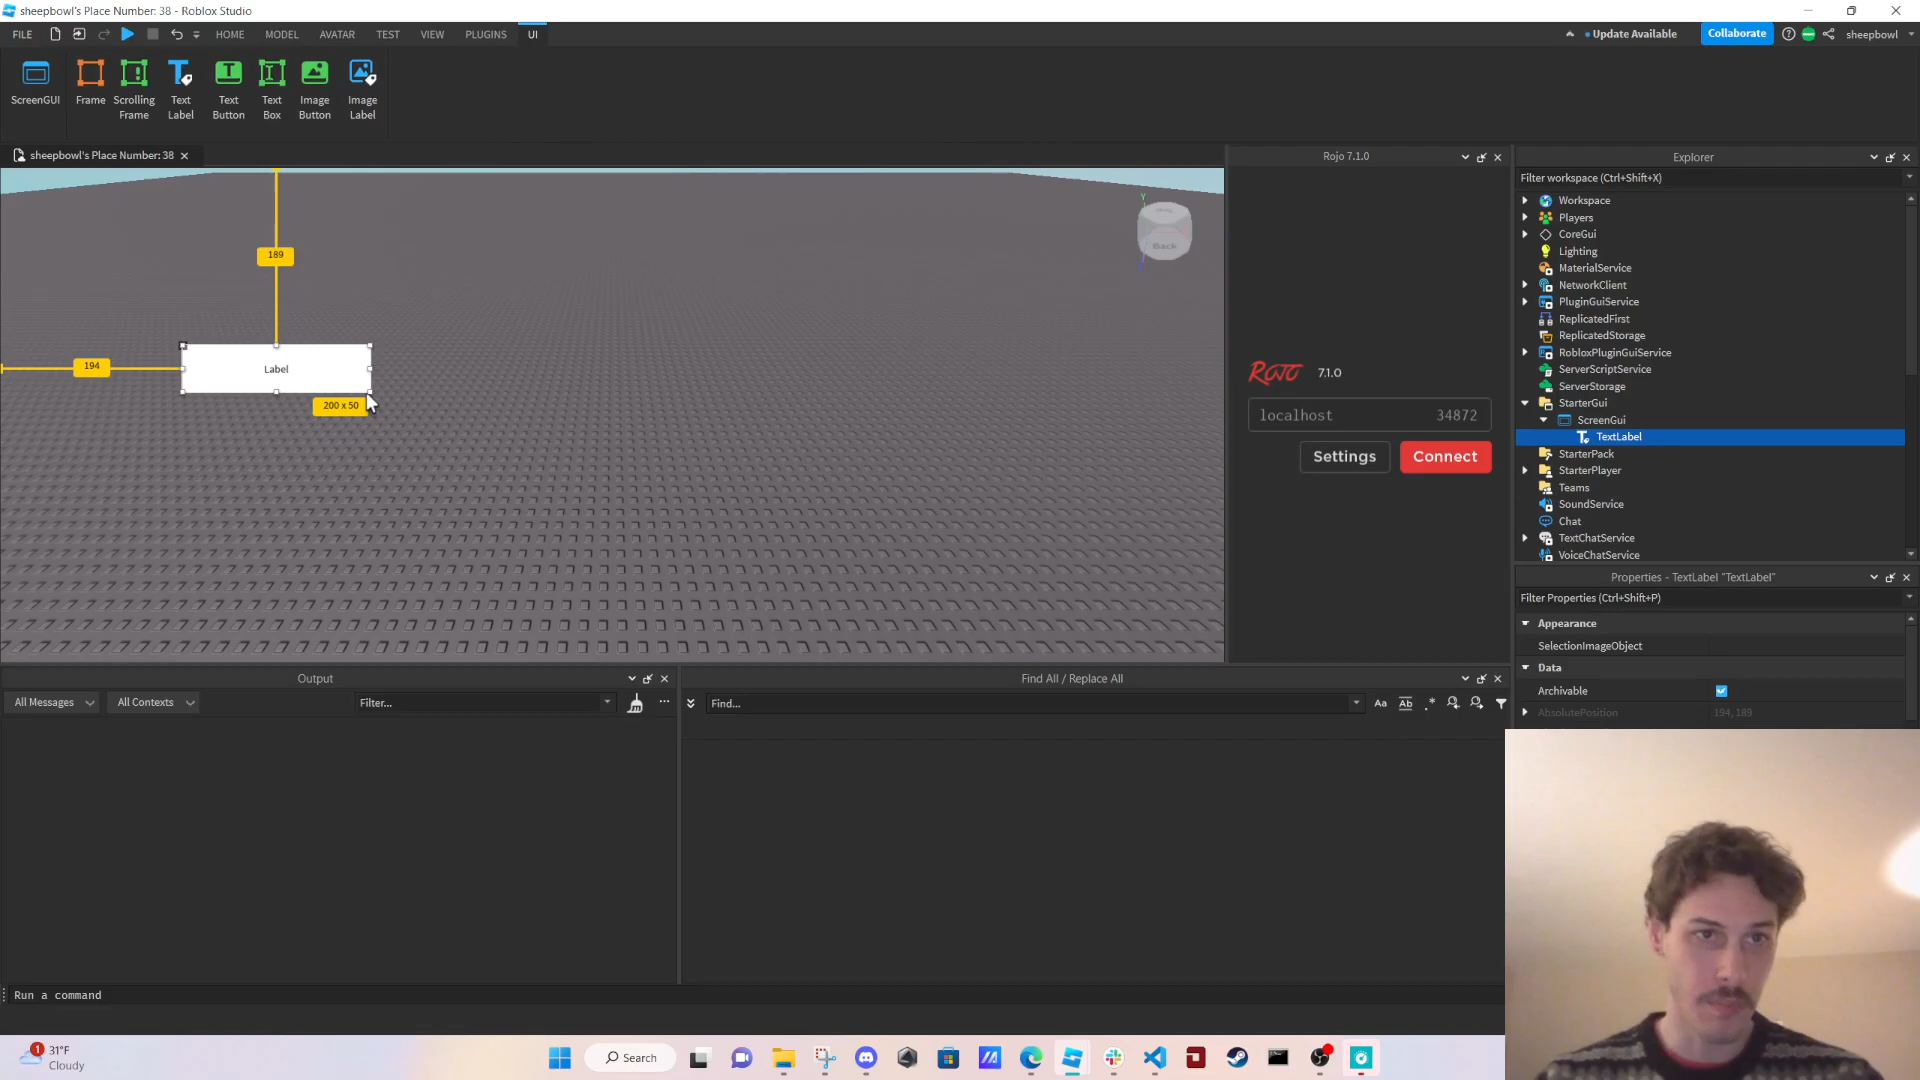 sheepbowl's Place Number: 38 - Roblox Studio
FILE HOME MODEL AVATAR TEST VIEW PLUGINS UI Update Available Collaborate sheepbowl
ScreenGUI Frame Scrolling Frame Text Label Text Button Text Box Image Button Image Label
sheepbowl's Place Number: 38
Rojo 7.1.0
Explorer
Filter workspace (Ctrl+Shift+X)
Workspace
Players
CoreGui
Lighting
MaterialService
NetworkClient
PluginGuiService
ReplicatedFirst
ReplicatedStorage
RobloxPluginGuiService
ServerScriptService
ServerStorage
StarterGui
ScreenGui
TextLabel
StarterPack
StarterPlayer
Teams
SoundService
Chat
TextChatService
VoiceChatService
Y
Back
189
194
Label
200 x 50
Rojo 7.1.0
localhost 34872
Settings Connect
Properties - TextLabel "TextLabel"
Filter Properties (Ctrl+Shift+P)
Appearance
SelectionImageObject
Data
Archivable
AbsolutePosition 194, 189
Output
All Messages All Contexts Filter...
Find All / Replace All
Find... Aa Ab .*
Run a command
1
31°F
Cloudy
Search